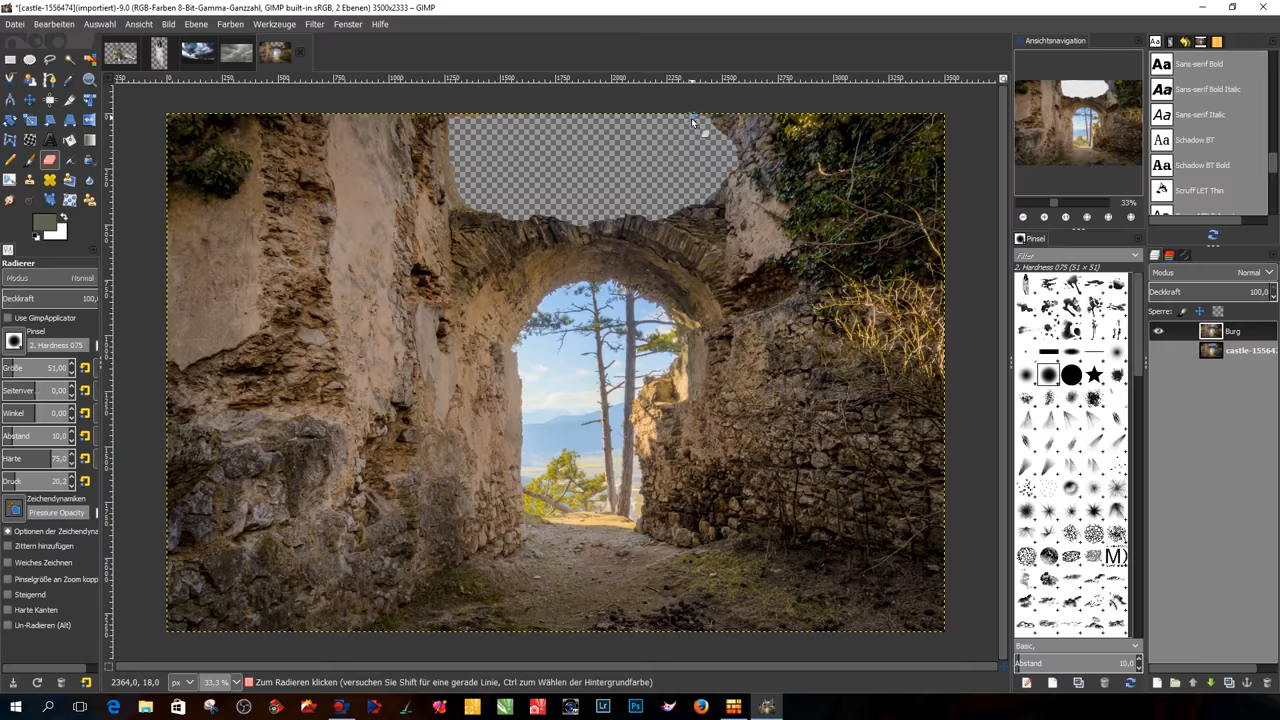 *[castle-1556474](importiert)-9.0 (RGB-Farben 8-Bit-Gamma-Ganzzahl, GIMP built-in sRGB, 2 Ebenen) 3500x2333 – GIMP
Datei Bearbeiten Auswahl Ansicht Bild Ebene Farben Werkzeuge Filter Fenster Hilfe
Ansichtsnavigation
Aa Sans-serif Bold
Aa Sans-serif Bold Italic
Aa Sans-serif Italic
Aa Schadow BT
Aa Schadow BT Bold
Scruff LET Thin
33%
Pinsel
Filter
2. Hardness 075 (51 × 51)
Radierer
Modus Normal
Deckkraft 100,
Use GimpApplicator
Pinsel
2. Hardness 075
Größe 51,00
Seitenver. 0,00
Winkel 0,00
Abstand 10,0
Härte 75,0
Druck 20,2
Zeichendynamiken
Pressure Opacity
Optionen der Zeichendyna
Zittern hinzufügen
Weiches Zeichnen
Pinselgröße an Zoom kopp
Steigernd
Harte Kanten
Un-Radieren (Alt)
Modus Normal
Deckkraft 100,0
Sperre:
Burg
castle-155647
Basic,
Abstand 10,0
2364,0, 18,0 px 33,3 % Zum Radieren klicken (versuchen Sie Shift für eine gerade Linie, Ctrl zum Wählen der Hintergrundfarbe)